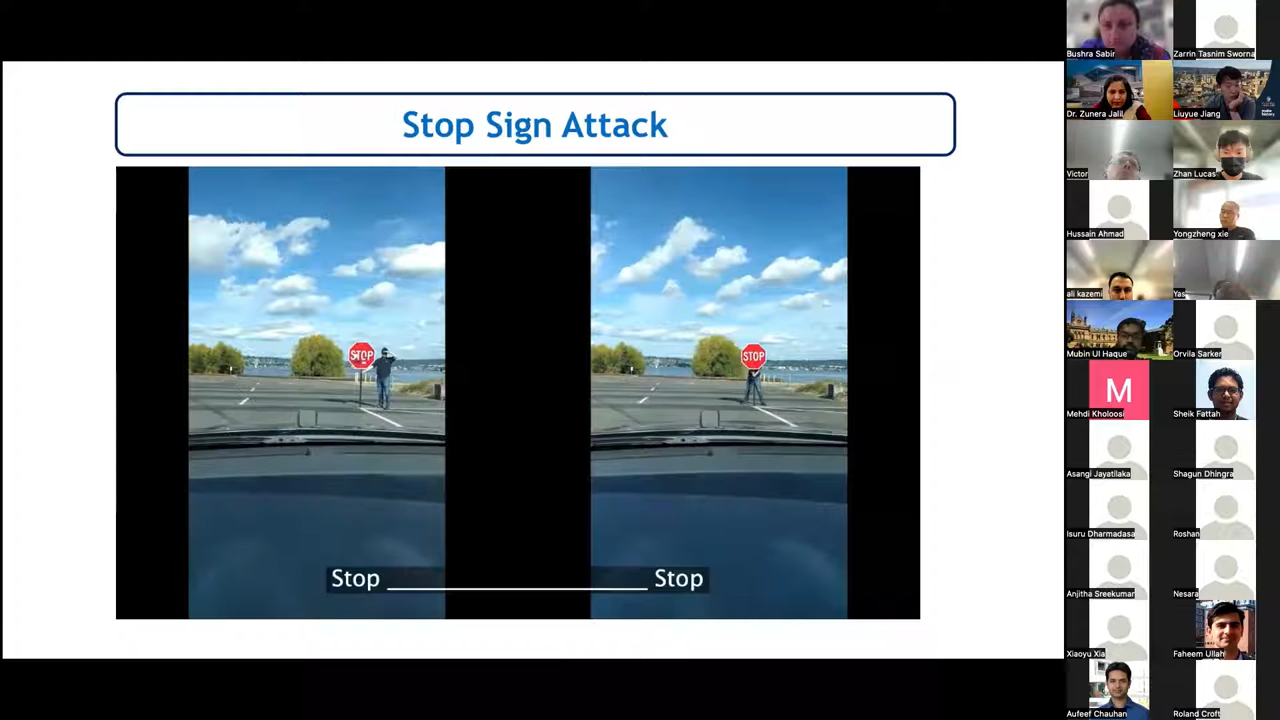 Stop Sign Attack
STOP
STOP
Stop ______________________ Stop
Bushra Sabir
Zarrin Tasnim Sworna
Dr. Zunera Jalil
Liuyue Jiang
Victor
Zhan Lucas
Hussain Ahmad
Yongzheng xie
ali kazemi
Yas
Mubin Ul Haque
Orvila Sarker
M
Mehdi Kholoosi
Sheik Fattah
Asangi Jayatilaka
Shagun Dhingra
Isuru Dharmadasa
Roshan
Anjitha Sreekumar
Nesara
Xiaoyu Xia
Faheem Ullah
Aufeef Chauhan
Roland Croft